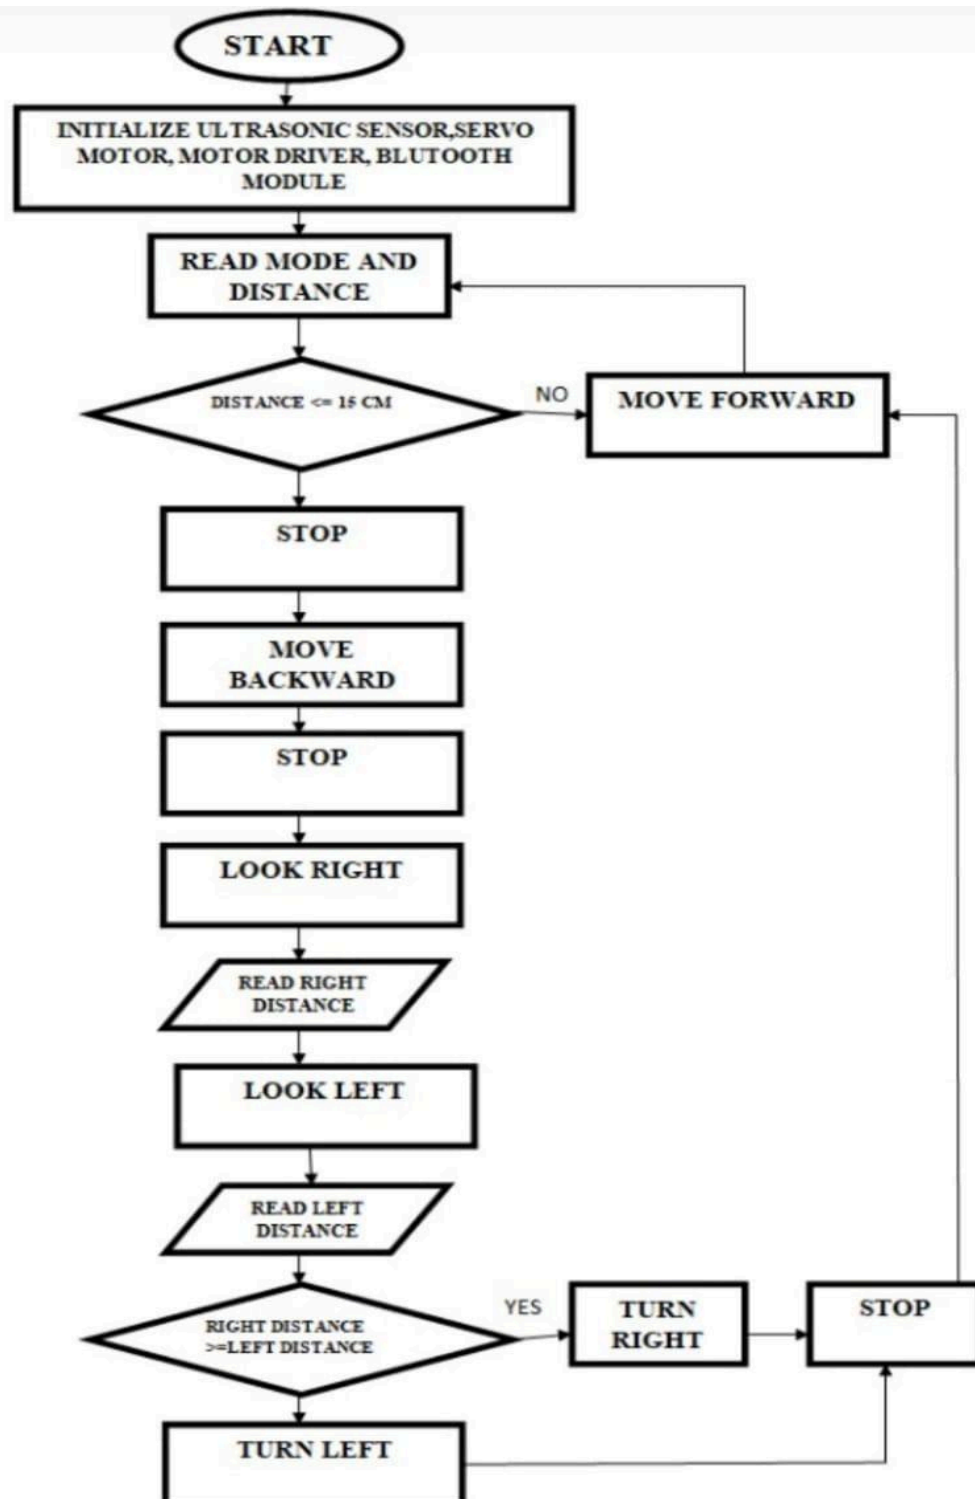 START
INITIALIZE ULTRASONIC SENSOR,SERVO
MOTOR, MOTOR DRIVER, BLUTOOTH
MODULE
READ MODE AND
DISTANCE
DISTANCE <= 15 CM
NO
MOVE FORWARD
STOP
MOVE
BACKWARD
STOP
LOOK RIGHT
READ RIGHT
DISTANCE
LOOK LEFT
READ LEFT
DISTANCE
RIGHT DISTANCE
>=LEFT DISTANCE
YES
TURN
RIGHT
STOP
TURN LEFT